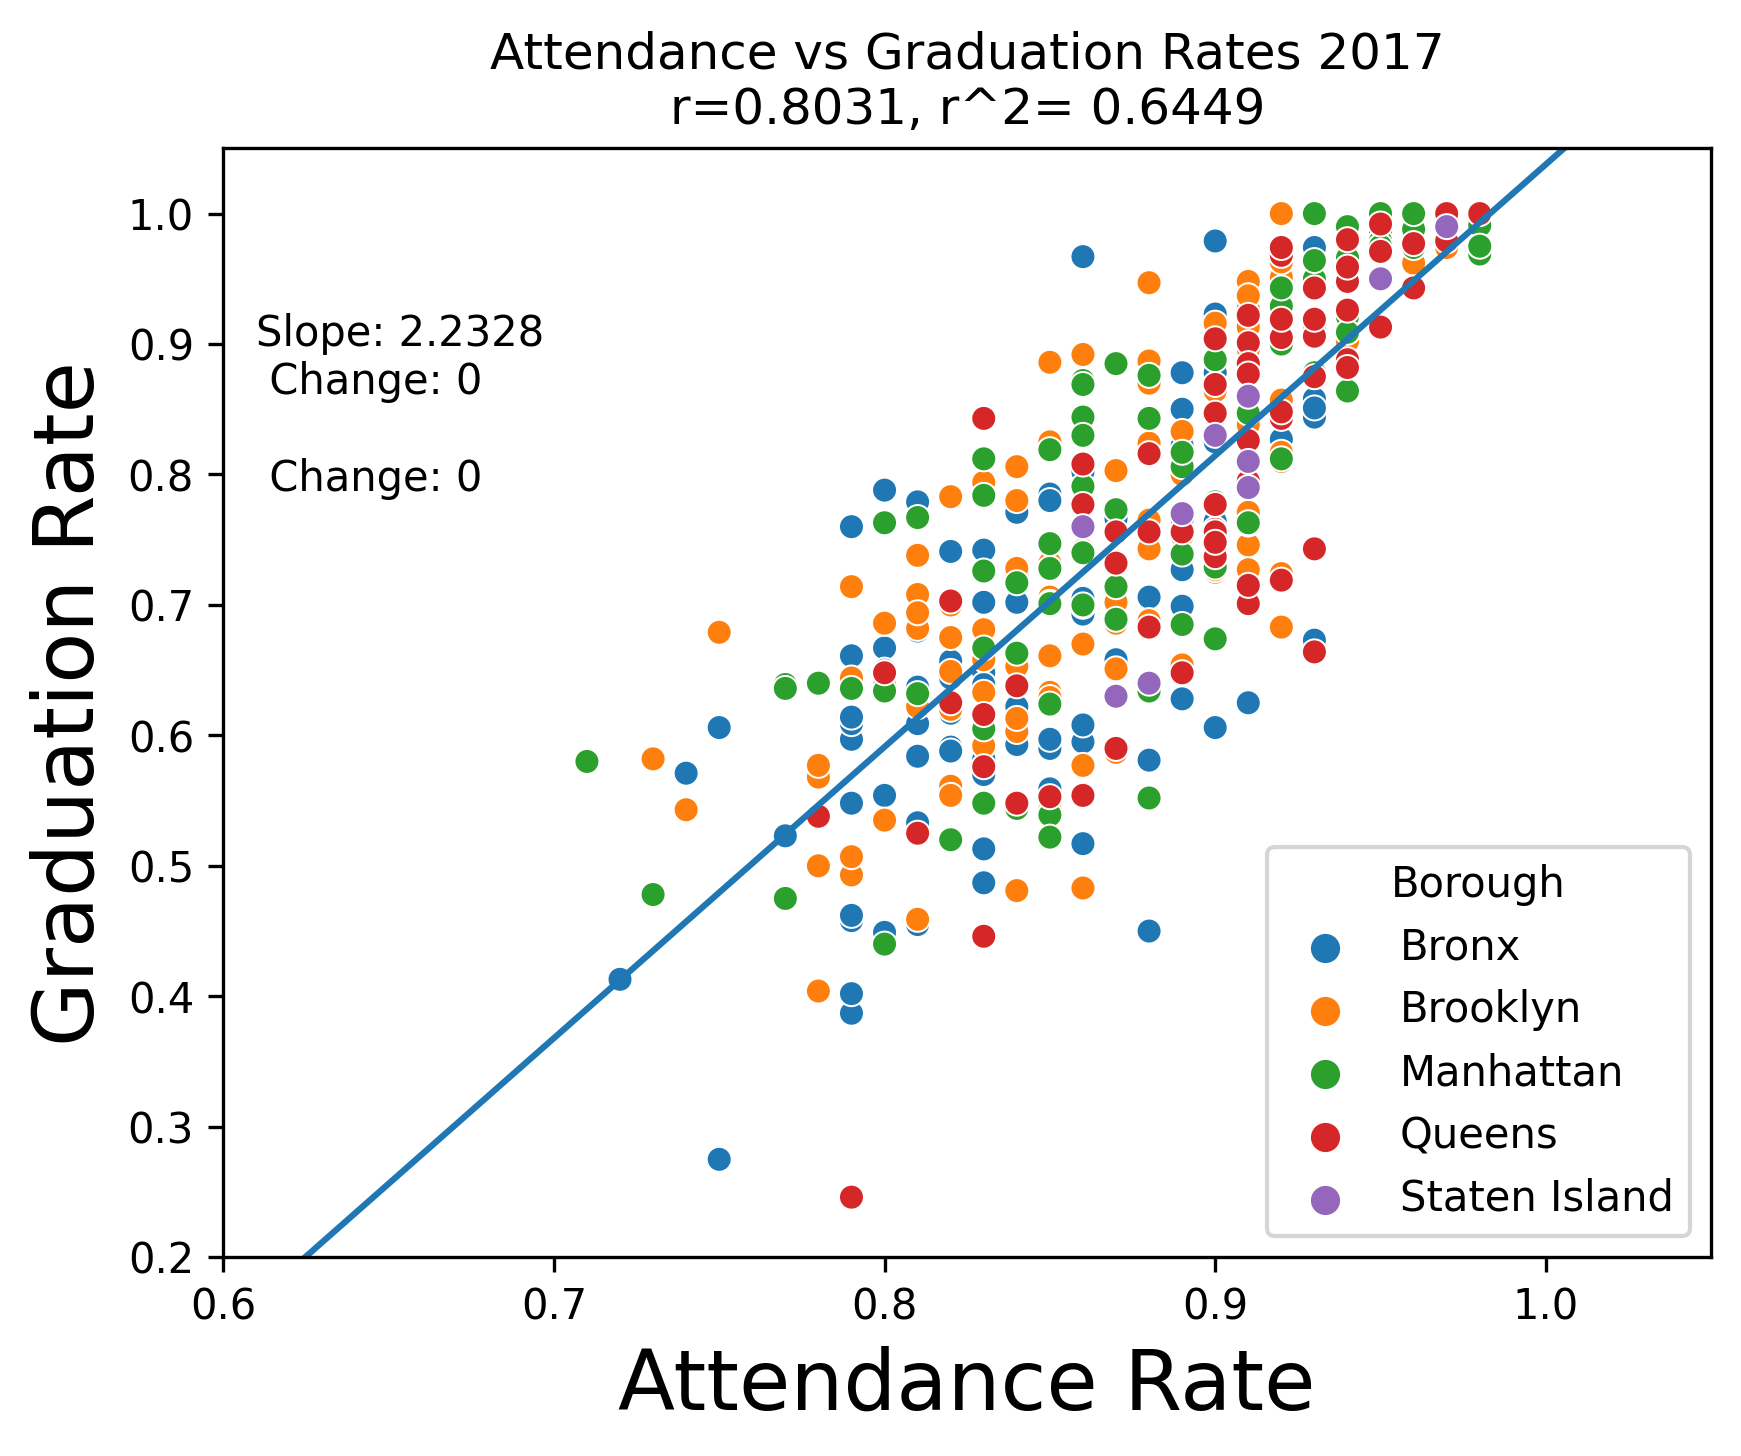 Attendance vs Graduation Rates 2017
r=0.8031, r^2= 0.6449
Graduation Rate
1.0
0.9
0.8
0.7
0.6
0.5
0.4
0.3
0.2
Slope: 2.2328
Change: 0
Change: 0
Borough
Bronx
Brooklyn
Manhattan
Queens
Staten Island
0.6 0.7 0.8 0.9 1.0
Attendance Rate